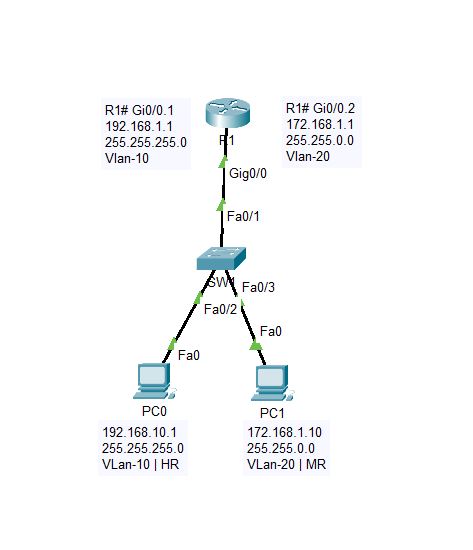 R1# Gi0/0.1
192.168.1.1
255.255.255.0
Vlan-10
R1# Gi0/0.2
172.168.1.1
255.255.0.0
Vlan-20
R1
Gig0/0
Fa0/1
SW1
Fa0/3
Fa0/2
Fa0
Fa0
PC0
PC1
192.168.10.1
255.255.255.0
VLan-10 | HR
172.168.1.10
255.255.0.0
VLan-20 | MR